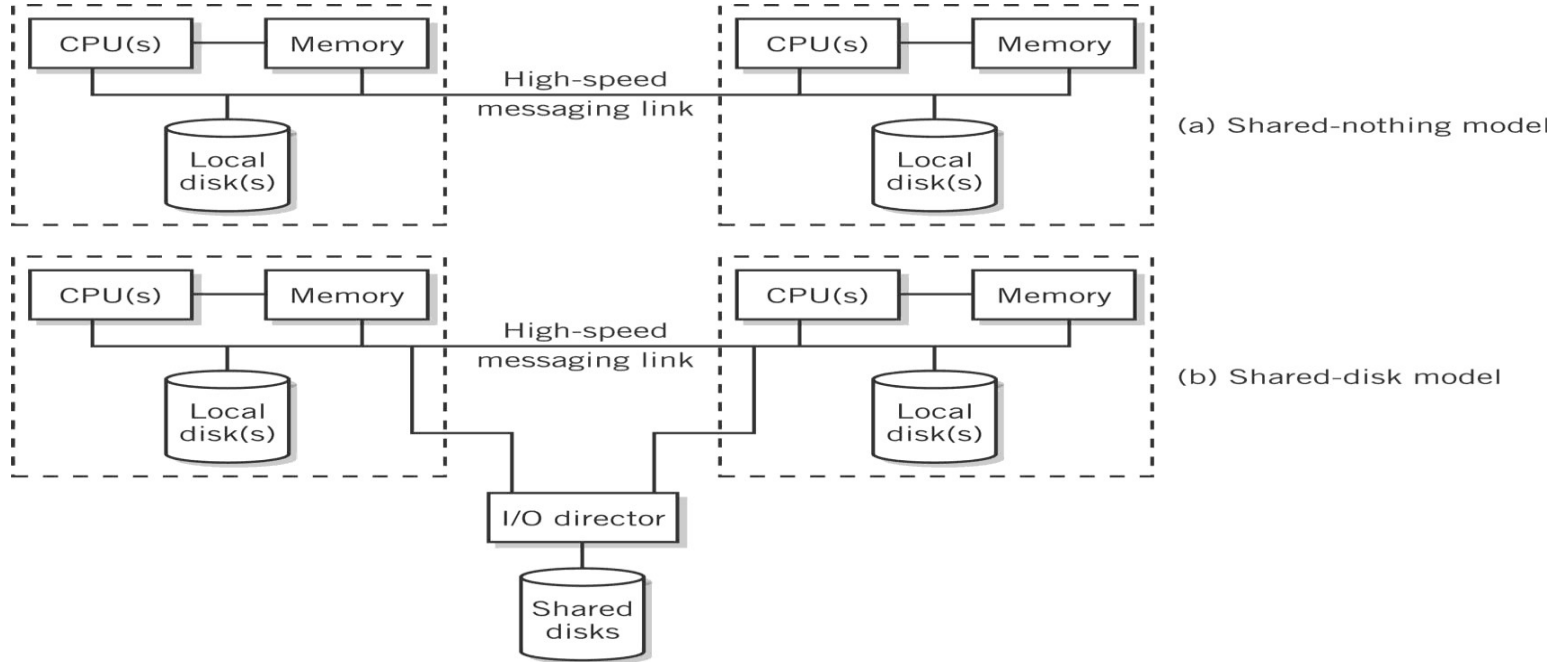 CPU(s)
Memory
High-speed
messaging link
CPU(s)
Memory
Local
disk(s)
Local
disk(s)
(a) Shared-nothing model
CPU(s)
Memory
High-speed
messaging link
CPU(s)
Memory
Local
disk(s)
Local
disk(s)
(b) Shared-disk model
I/O director
Shared
disks